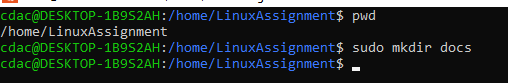 cdac@DESKTOP-1B9S2AH:/home/LinuxAssignment$ pwd
/home/LinuxAssignment
cdac@DESKTOP-1B9S2AH:/home/LinuxAssignment$ sudo mkdir docs
cdac@DESKTOP-1B9S2AH:/home/LinuxAssignment$